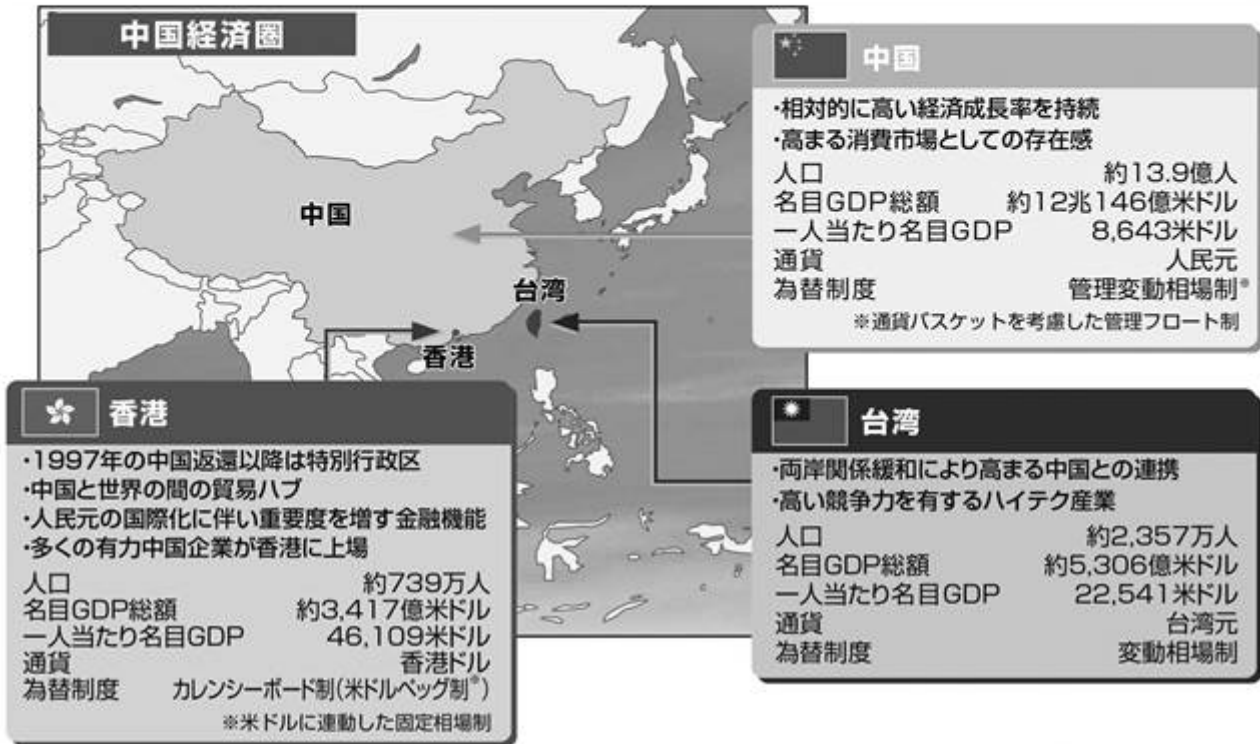 中国経済圏
中国
台湾
香港
中国
・相対的に高い経済成長率を持続
・高まる消費市場としての存在感
人口 約13.9億人
名目GDP総額 約12兆146億米ドル
一人当たり名目GDP 8,643米ドル
通貨 人民元
為替制度 管理変動相場制※
※通貨バスケットを考慮した管理フロート制
香港
・1997年の中国返還以降は特別行政区
・中国と世界の間の貿易ハブ
・人民元の国際化に伴い重要度を増す金融機能
・多くの有力中国企業が香港に上場
人口 約739万人
名目GDP総額 約3,417億米ドル
一人当たり名目GDP 46,109米ドル
通貨 香港ドル
為替制度 カレンシーボード制(米ドルペッグ制※)
※米ドルに連動した固定相場制
台湾
・両岸関係緩和により高まる中国との連携
・高い競争力を有するハイテク産業
人口 約2,357万人
名目GDP総額 約5,306億米ドル
一人当たり名目GDP 22,541米ドル
通貨 台湾元
為替制度 変動相場制